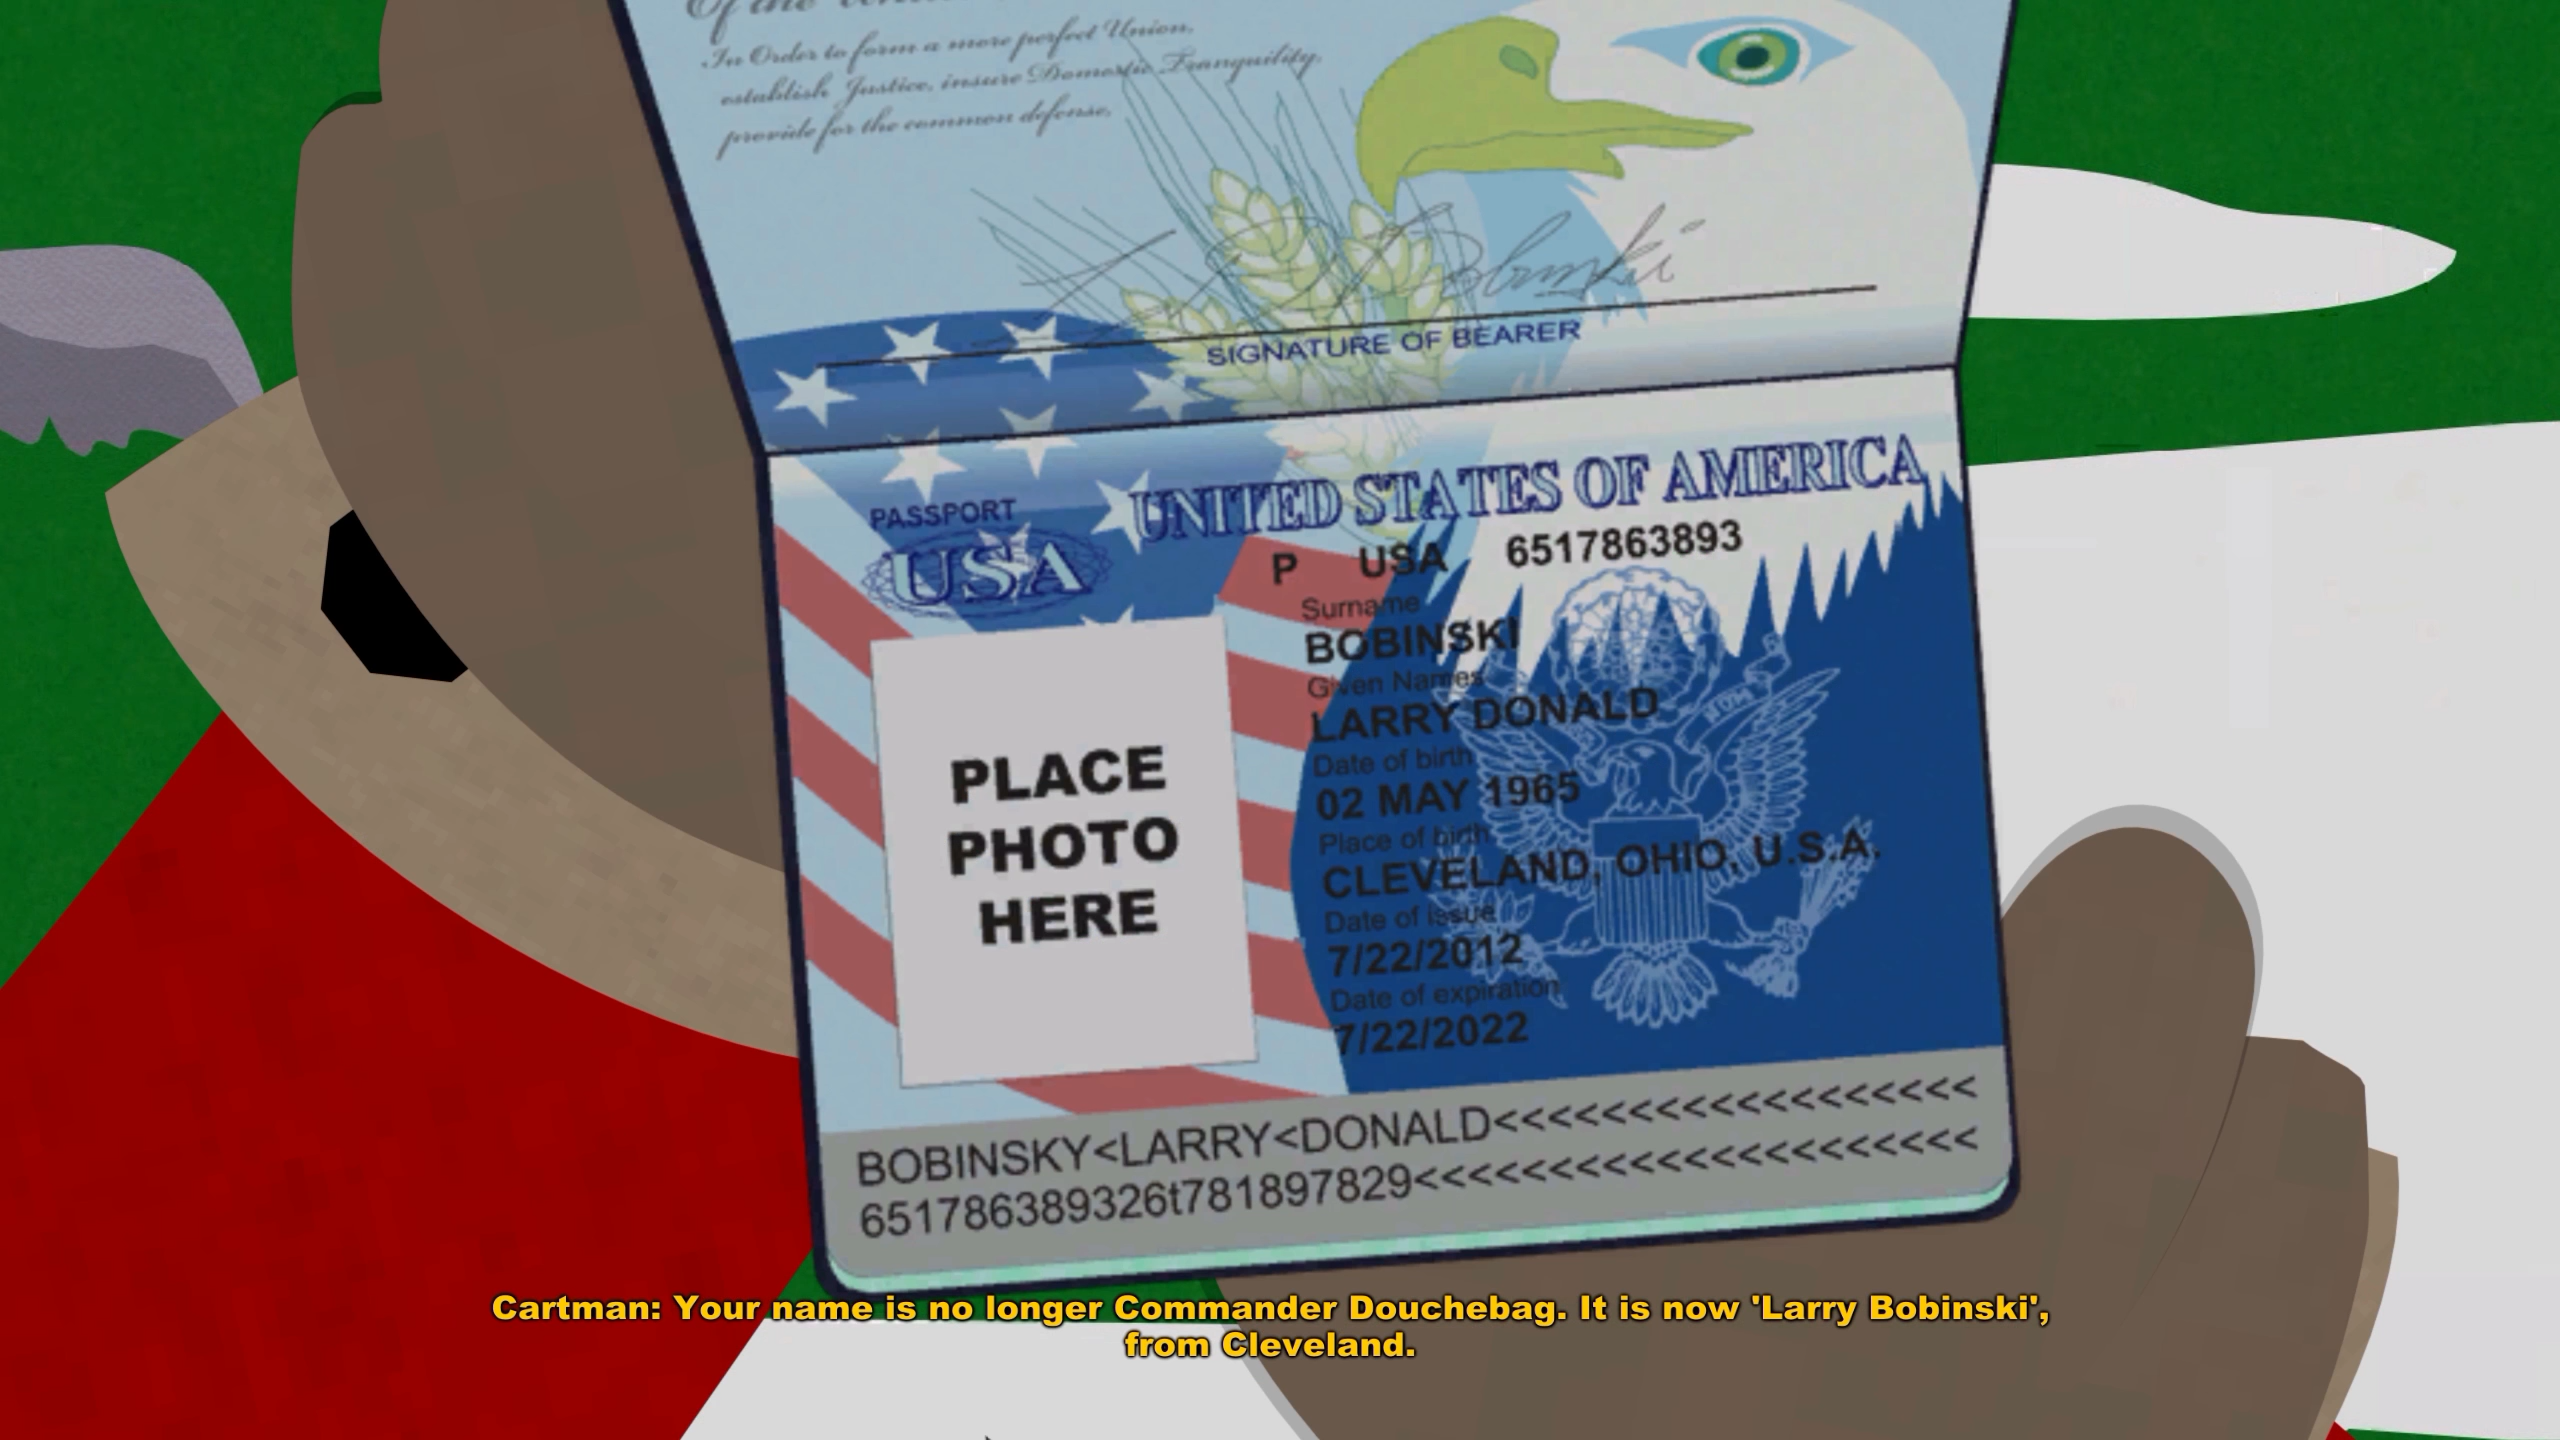 In Order to form a more perfect Union,
establish Justice, insure Domestic Tranquility,
provide for the common defense,
SIGNATURE OF BEARER
PASSPORT
USA
UNITED STATES OF AMERICA
P USA 6517863893
Surname
BOBINSKI
Given Names
LARRY DONALD
Date of birth
02 MAY 1965
Place of birth
CLEVELAND, OHIO, U.S.A.
Date of issue
7/22/2012
Date of expiration
7/22/2022
PLACE
PHOTO
HERE
BOBINSKY<LARRY<DONALD<<<<<<<<<<<<<<<<<<<
651786389326t781897829<<<<<<<<<<<<<<<<<<<<<<
Cartman: Your name is no longer Commander Douchebag. It is now 'Larry Bobinski',
from Cleveland.